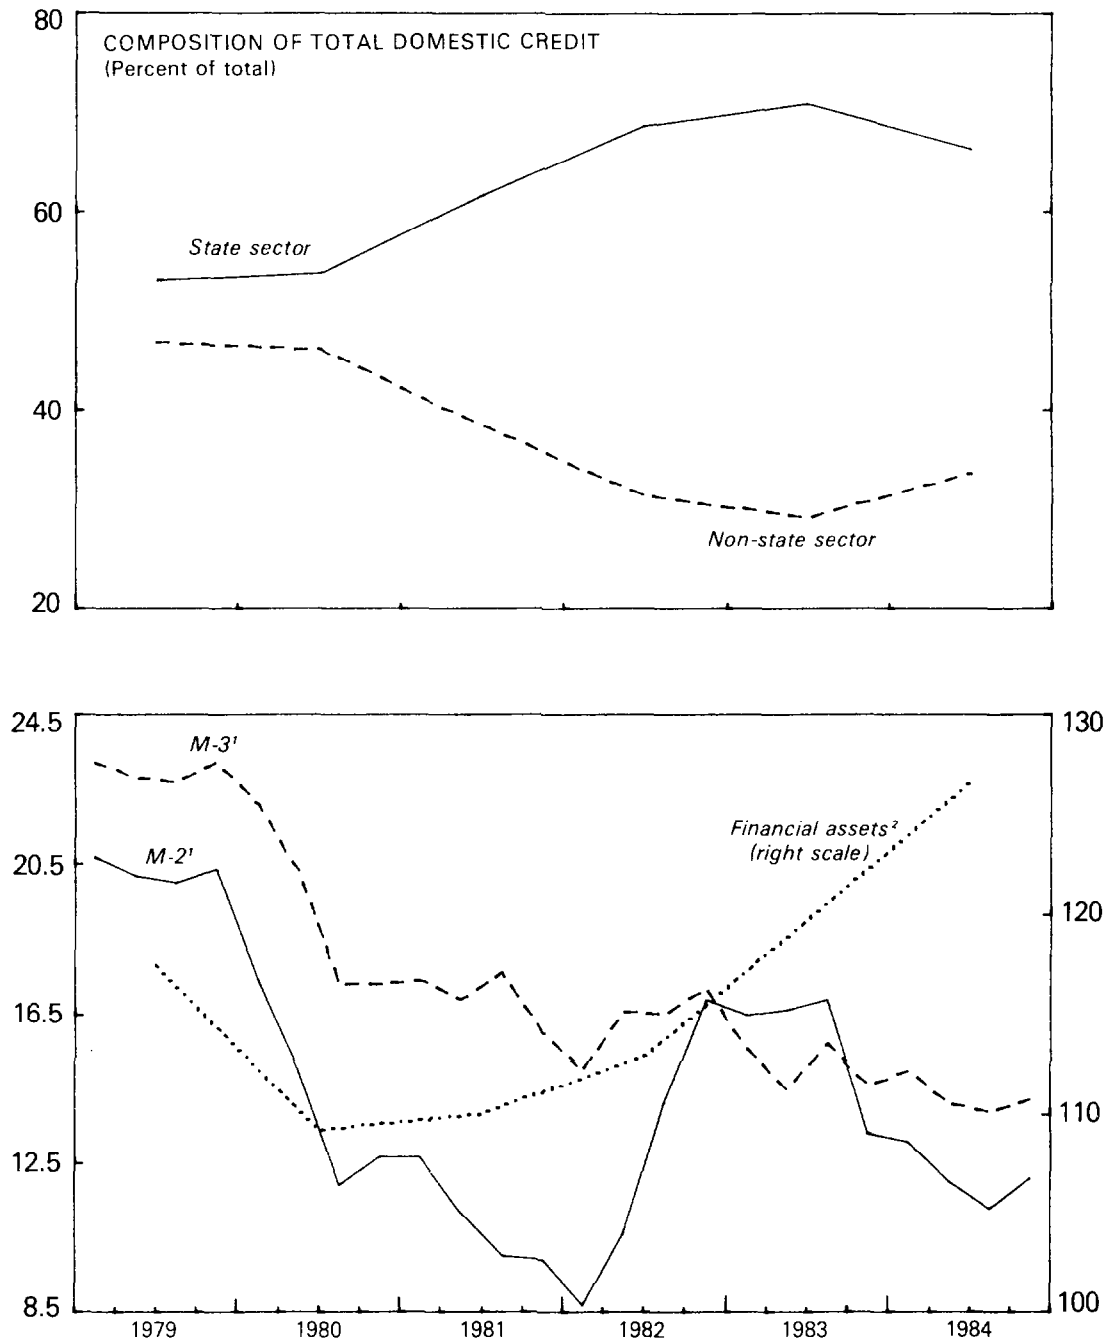 80
COMPOSITION OF TOTAL DOMESTIC CREDIT
(Percent of total)
60
State sector
40
Non-state sector
20
24.5
130
M-3¹
Financial assets²
(right scale)
M-2¹
20.5
120
16.5
110
12.5
8.5
100
1979 1980 1981 1982 1983 1984